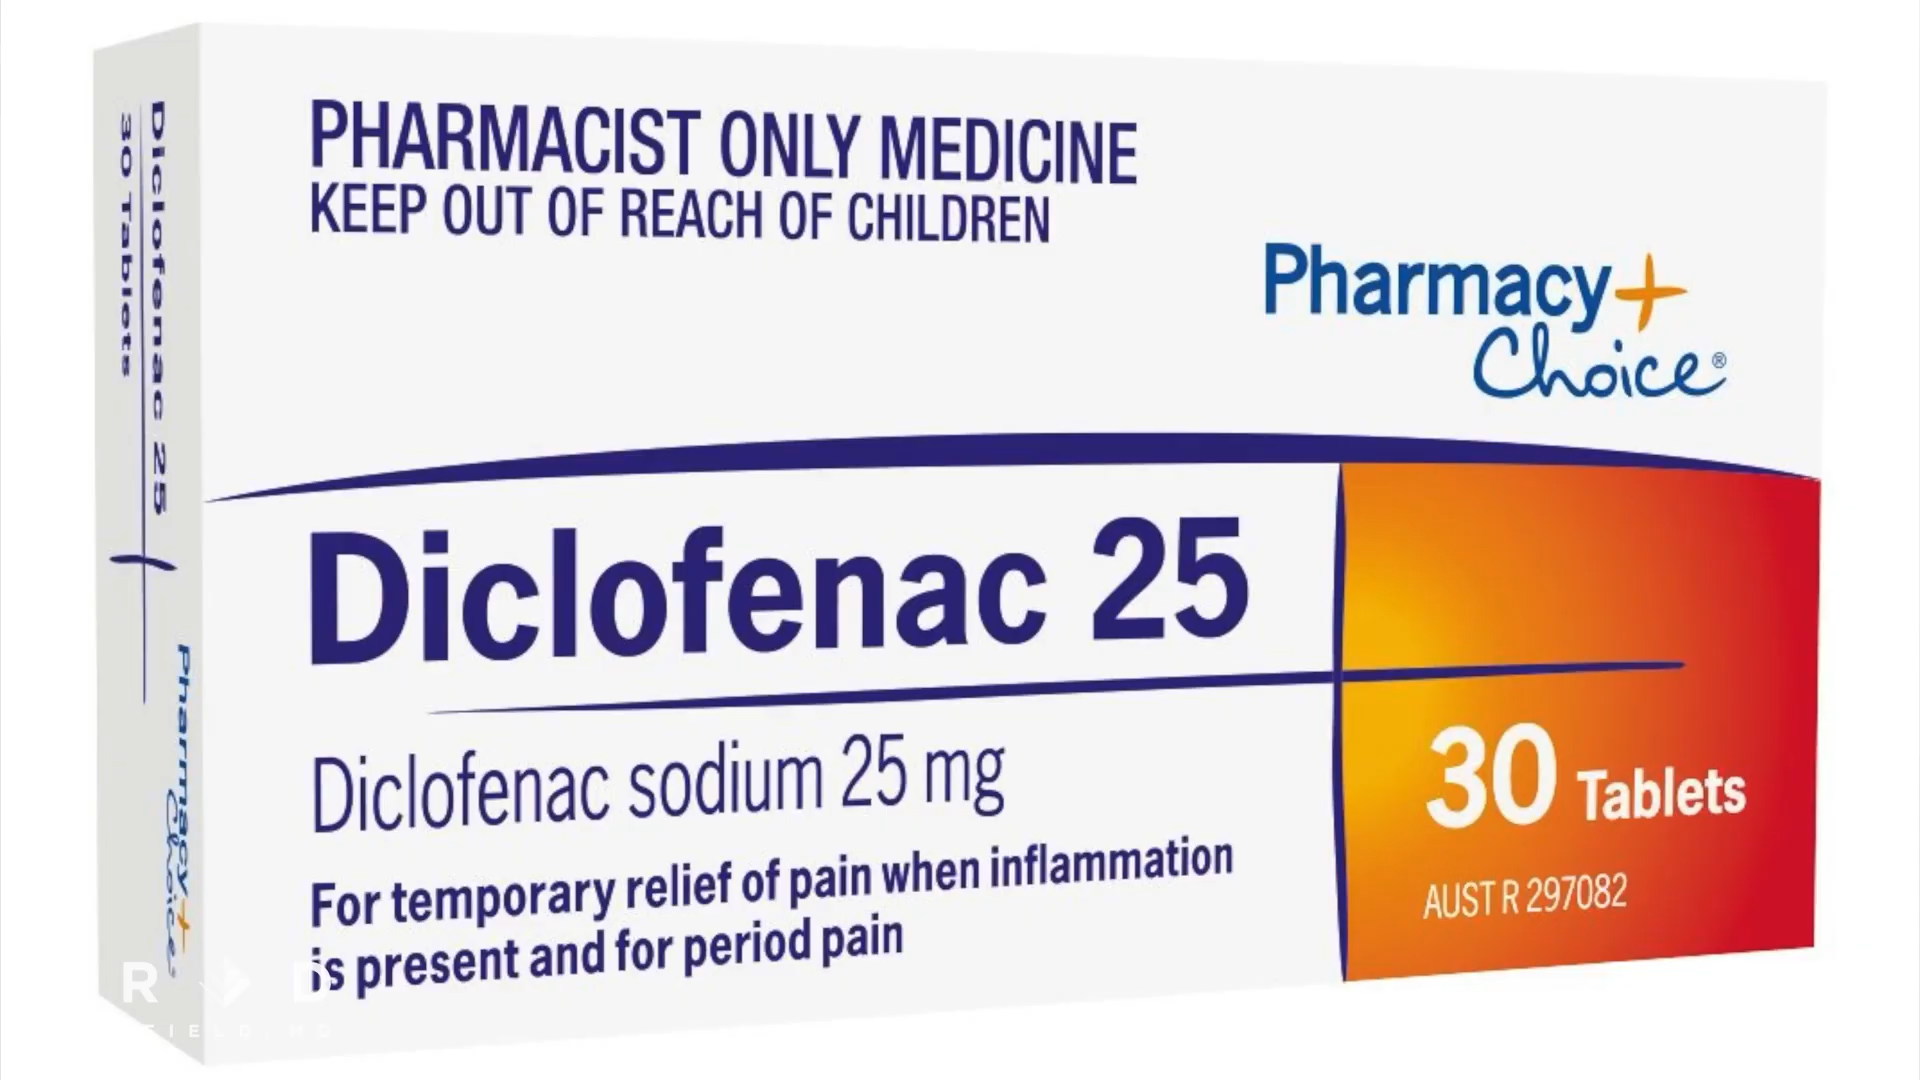 PHARMACIST ONLY MEDICINE
KEEP OUT OF REACH OF CHILDREN
Pharmacy
Choice®
Diclofenac 25
Diclofenac sodium 25 mg
For temporary relief of pain when inflammation
is present and for period pain
30 Tablets
AUST R 297082
Diclofenac 25
30 Tablets
Pharmacy
Choice
R D
FIELDING